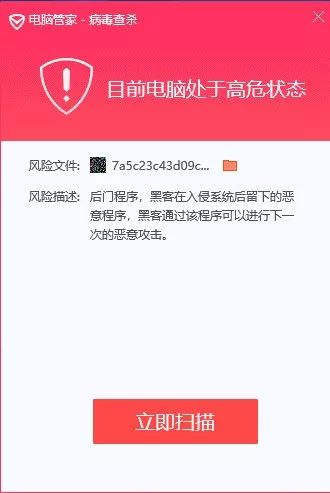 电脑管家 - 病毒查杀
目前电脑处于高危状态
风险文件: 7a5c23c43d09c...
风险描述: 后门程序，黑客在入侵系统后留下的恶
意程序，黑客通过该程序可以进行下一
次的恶意攻击。
立即扫描